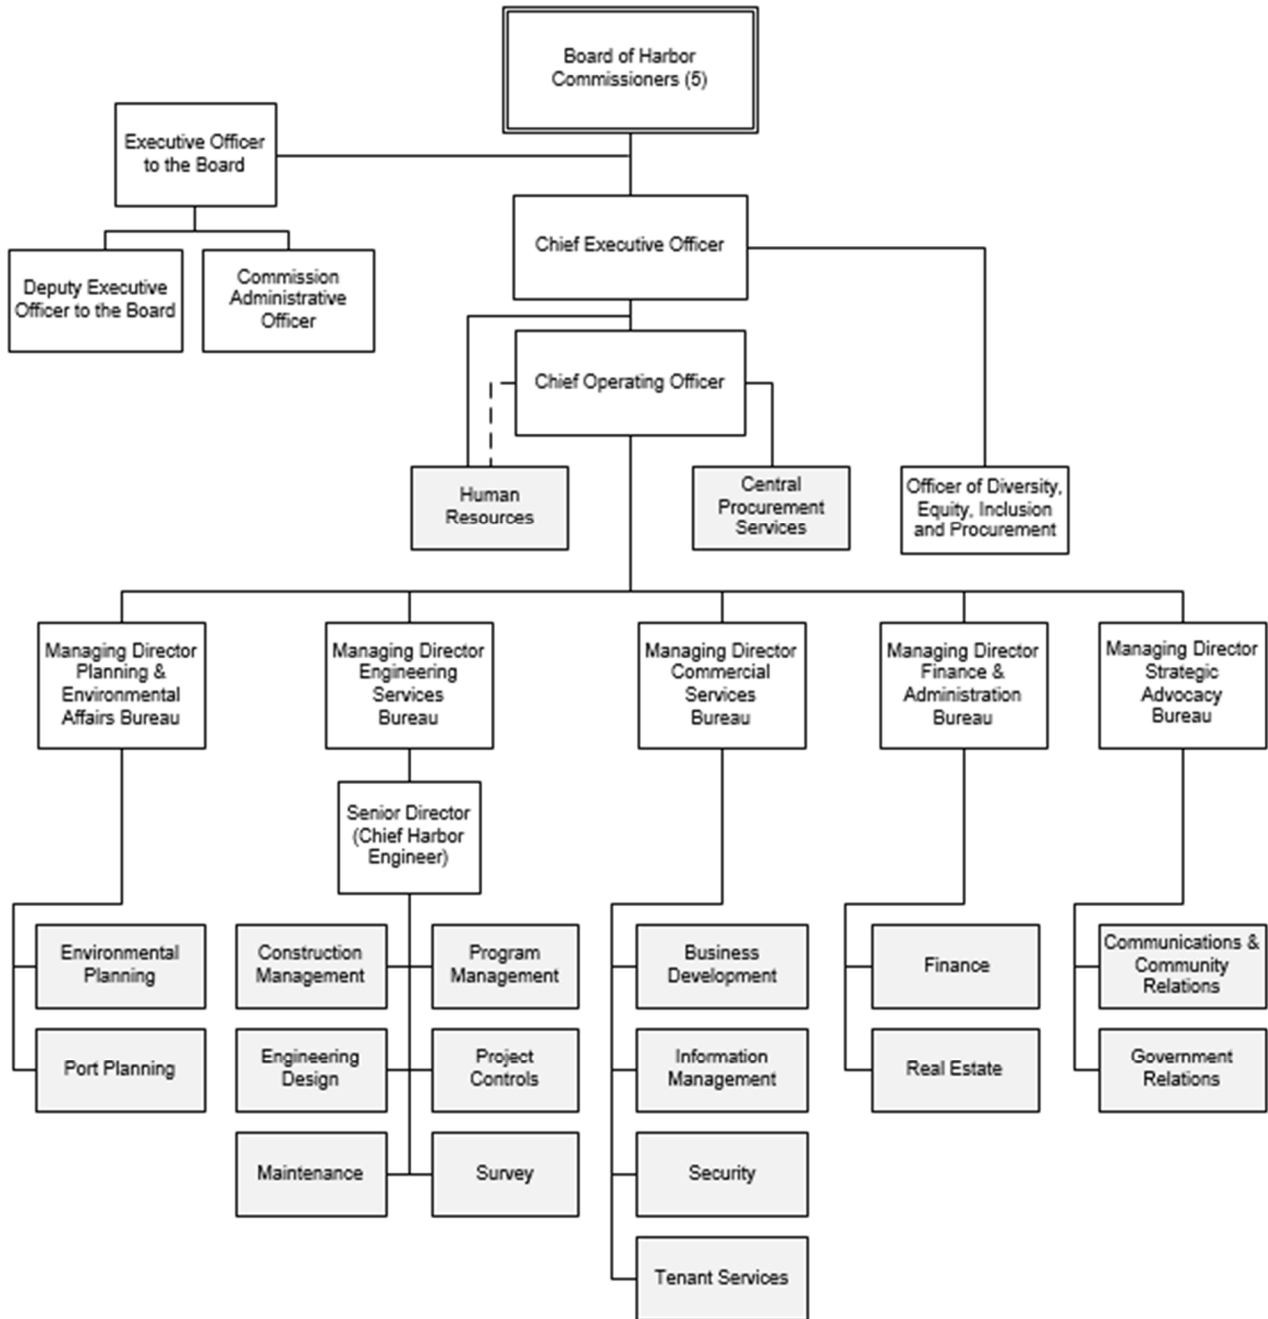 Board of Harbor
Commissioners (5)
Executive Officer
to the Board
Chief Executive Officer
Deputy Executive
Officer to the Board
Commission
Administrative
Officer
Chief Operating Officer
Human
Resources
Central
Procurement
Services
Officer of Diversity,
Equity, Inclusion
and Procurement
Managing Director
Planning &
Environmental
Affairs Bureau
Managing Director
Engineering
Services
Bureau
Managing Director
Commercial
Services
Bureau
Managing Director
Finance &
Administration
Bureau
Managing Director
Strategic
Advocacy
Bureau
Senior Director
(Chief Harbor
Engineer)
Environmental
Planning
Construction
Management
Program
Management
Business
Development
Finance
Communications &
Community
Relations
Port Planning
Engineering
Design
Project
Controls
Information
Management
Real Estate
Government
Relations
Maintenance
Survey
Security
Tenant Services